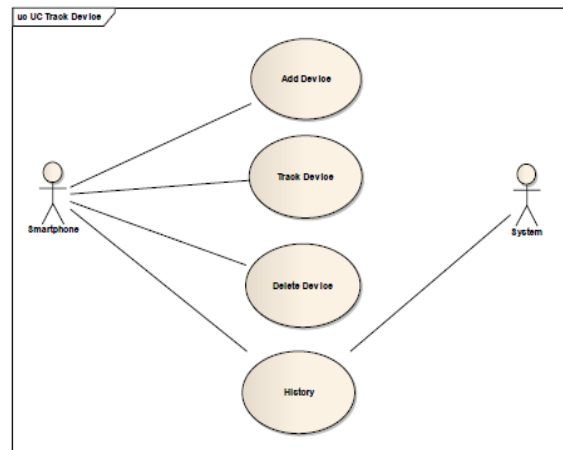 uc UC Track Device
Add Device
Track Device
Smartphone
System
Delete Device
History